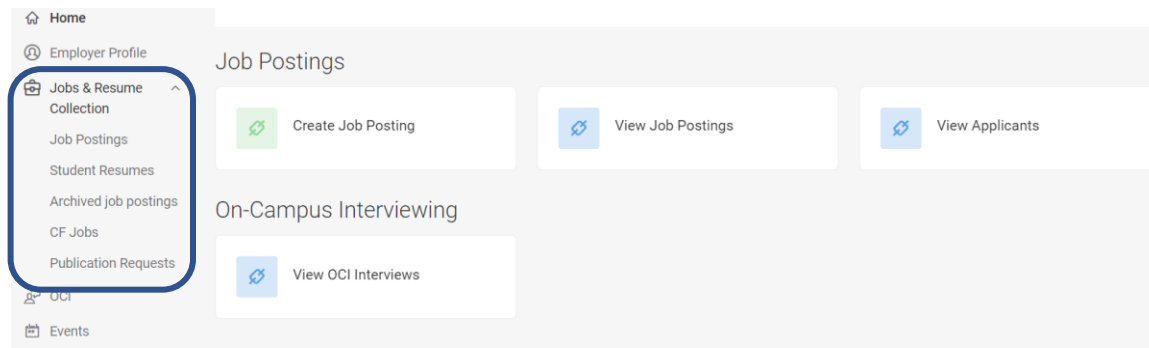 Home
Employer Profile
Jobs & Resume
Collection
Job Postings
Student Resumes
Archived job postings
CF Jobs
Publication Requests
OCI
Events
Job Postings
Create Job Posting
View Job Postings
View Applicants
On-Campus Interviewing
View OCI Interviews